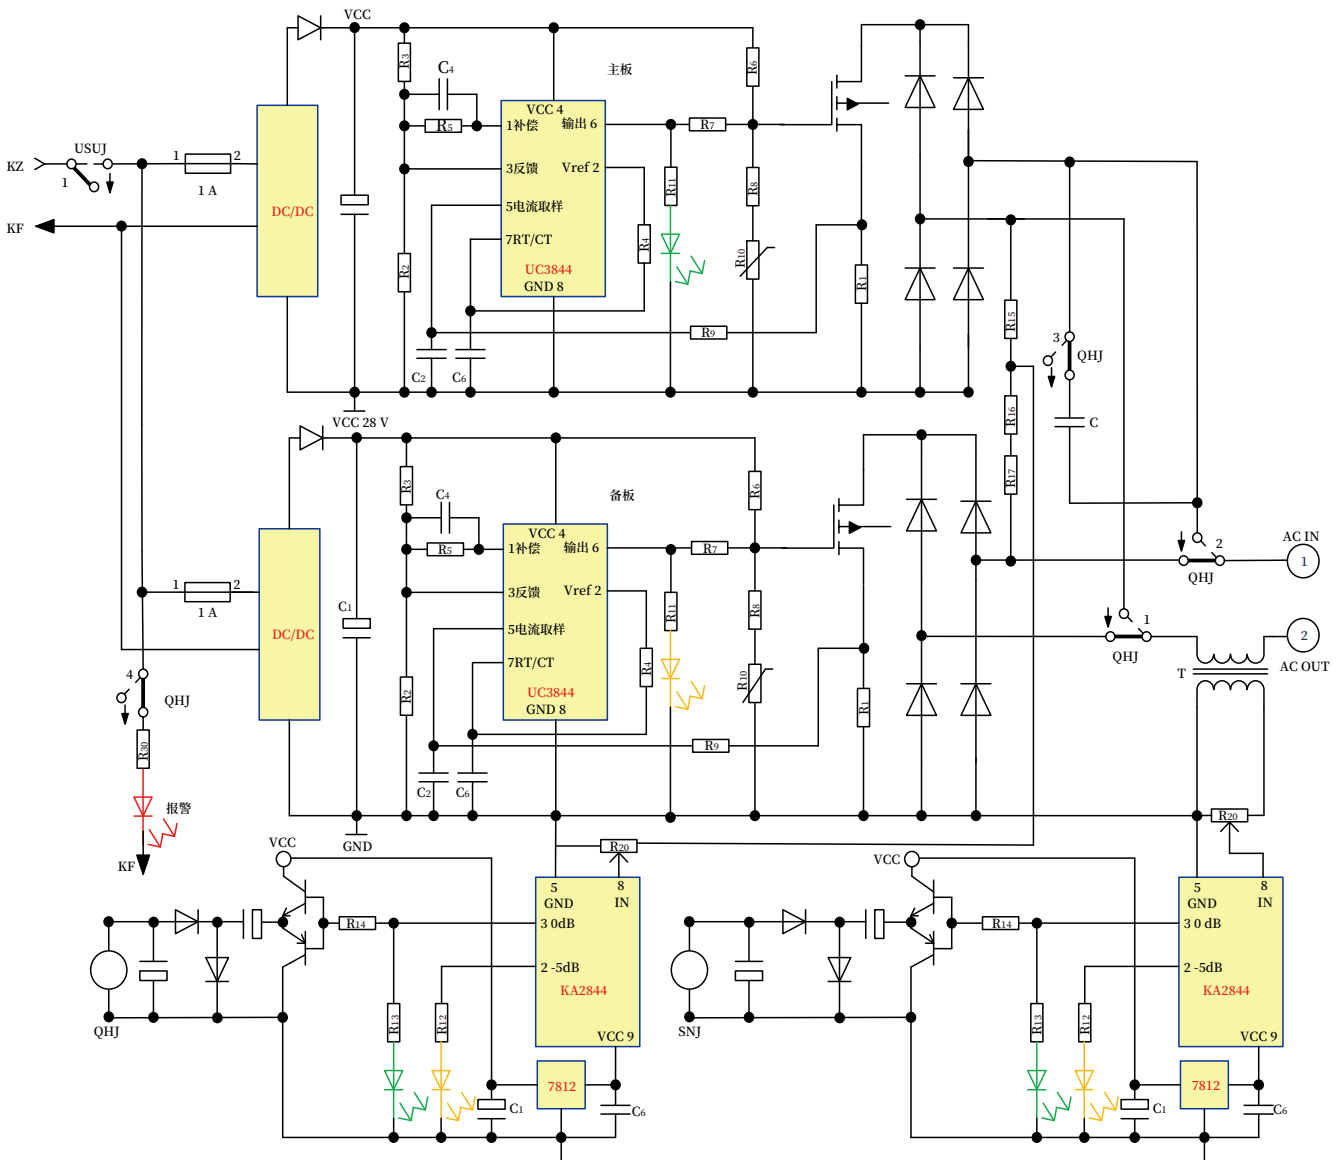 VCC
R3
C4
主板
R6
USUJ
KZ
1
1
2
1 A
R5
VCC 4
1补偿
输出 6
R7
3反馈
Vref 2
R11
R8
5电流取样
KF
DC/DC
7RT/CT
R4
R10
R2
UC3844
GND 8
R1
R15
R9
3
QHJ
C2
C6
R16
C
VCC 28 V
R3
C4
备板
R6
R17
VCC 4
1补偿
输出 6
R5
R7
2
AC IN
1
QHJ
1
2
1 A
3反馈
Vref 2
C1
R11
R8
5电流取样
1
2
DC/DC
7RT/CT
R4
QHJ
AC OUT
T
4
QHJ
R2
UC3844
GND 8
R10
R1
R30
R9
C2
C6
报警
R20
GND
VCC
R20
VCC
KF
5
8
GND
IN
5
8
GND
IN
R14
3 0dB
R14
3 0 dB
2 -5dB
2 -5dB
KA2844
KA2844
QHJ
R13
R12
SNJ
R13
R12
VCC 9
VCC 9
7812
7812
C1
C6
C1
C6